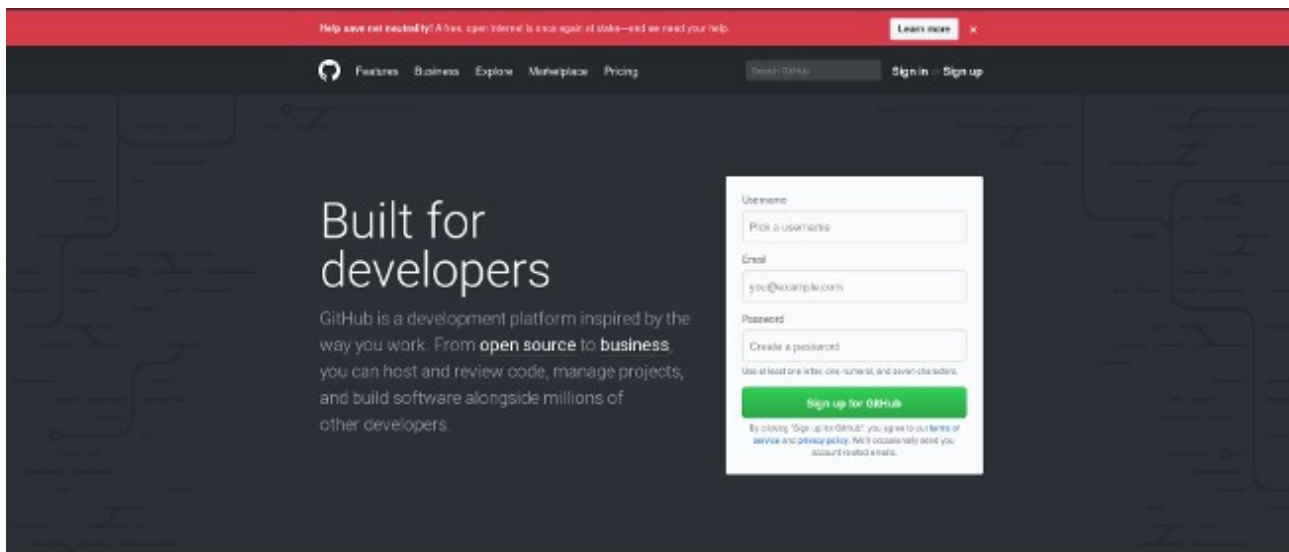 Help save net neutrality! A free, open internet is once again at stake—and we need your help.
Learn more ×
Features Business Explore Marketplace Pricing
Search GitHub
Sign in or Sign up
Built for
developers
GitHub is a development platform inspired by the
way you work. From open source to business,
you can host and review code, manage projects,
and build software alongside millions of
other developers.
Username
Pick a username
Email
you@example.com
Password
Create a password
Use at least one letter, one numeral, and seven characters.
Sign up for GitHub
By clicking "Sign up for GitHub", you agree to our terms of
service and privacy policy. We'll occasionally send you
account related emails.